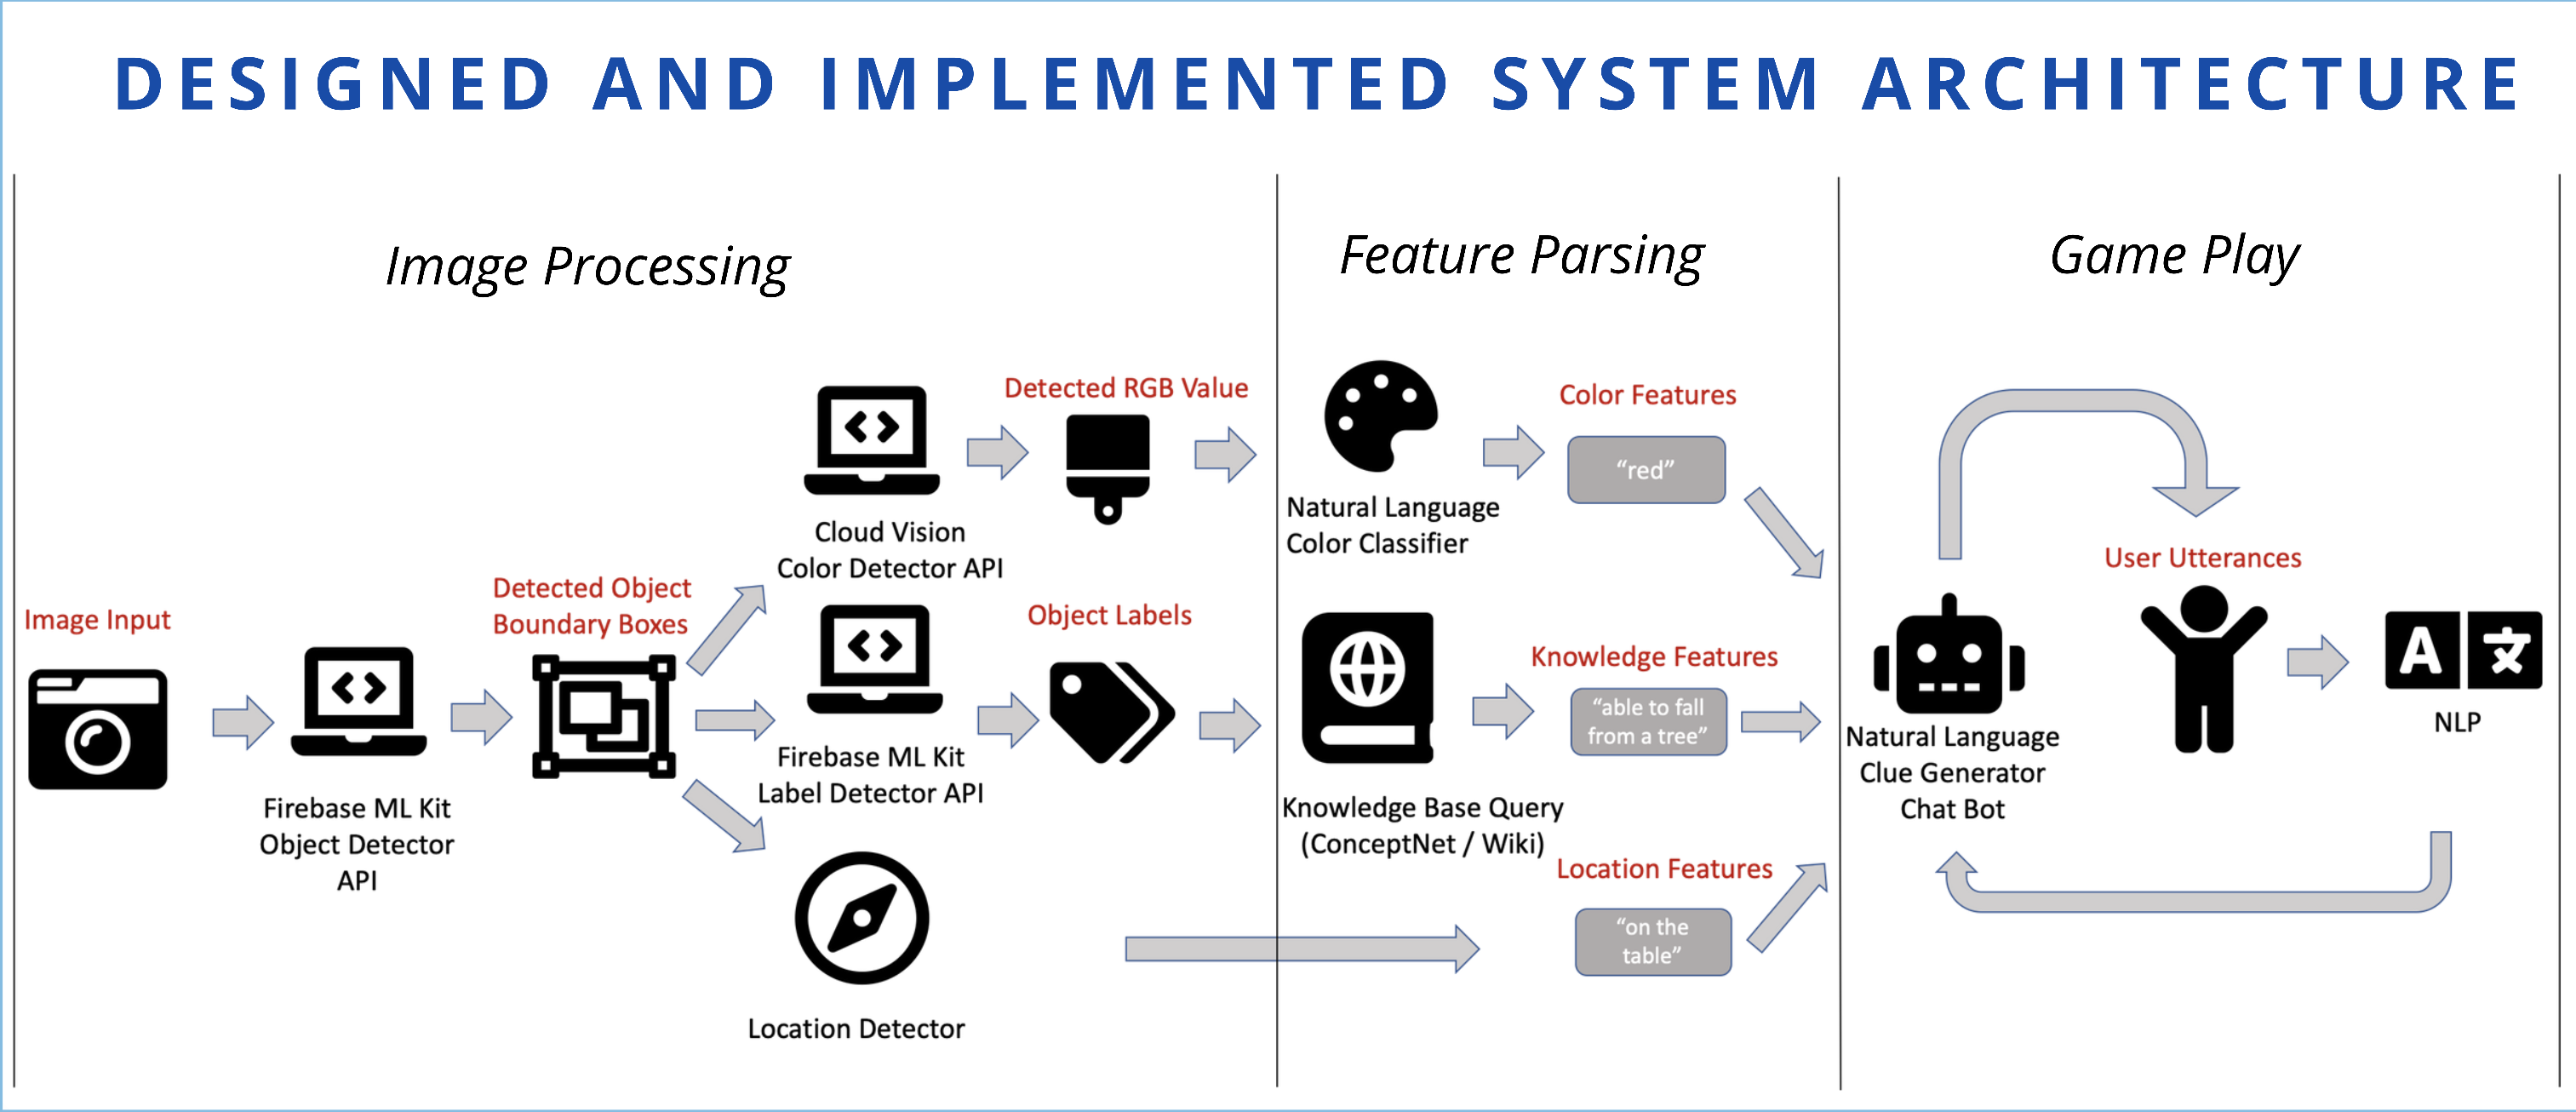 DESIGNED AND IMPLEMENTED SYSTEM ARCHITECTURE
Image Processing
Image Input
Firebase ML Kit
Object Detector
API
Detected Object
Boundary Boxes
Cloud Vision
Color Detector API
Detected RGB Value
Firebase ML Kit
Label Detector API
Object Labels
Location Detector
Feature Parsing
Natural Language
Color Classifier
Color Features
“red”
Knowledge Base Query
(ConceptNet / Wiki)
Knowledge Features
“able to fall
from a tree”
Location Features
“on the
table”
Game Play
Natural Language
Clue Generator
Chat Bot
User Utterances
A 文
NLP